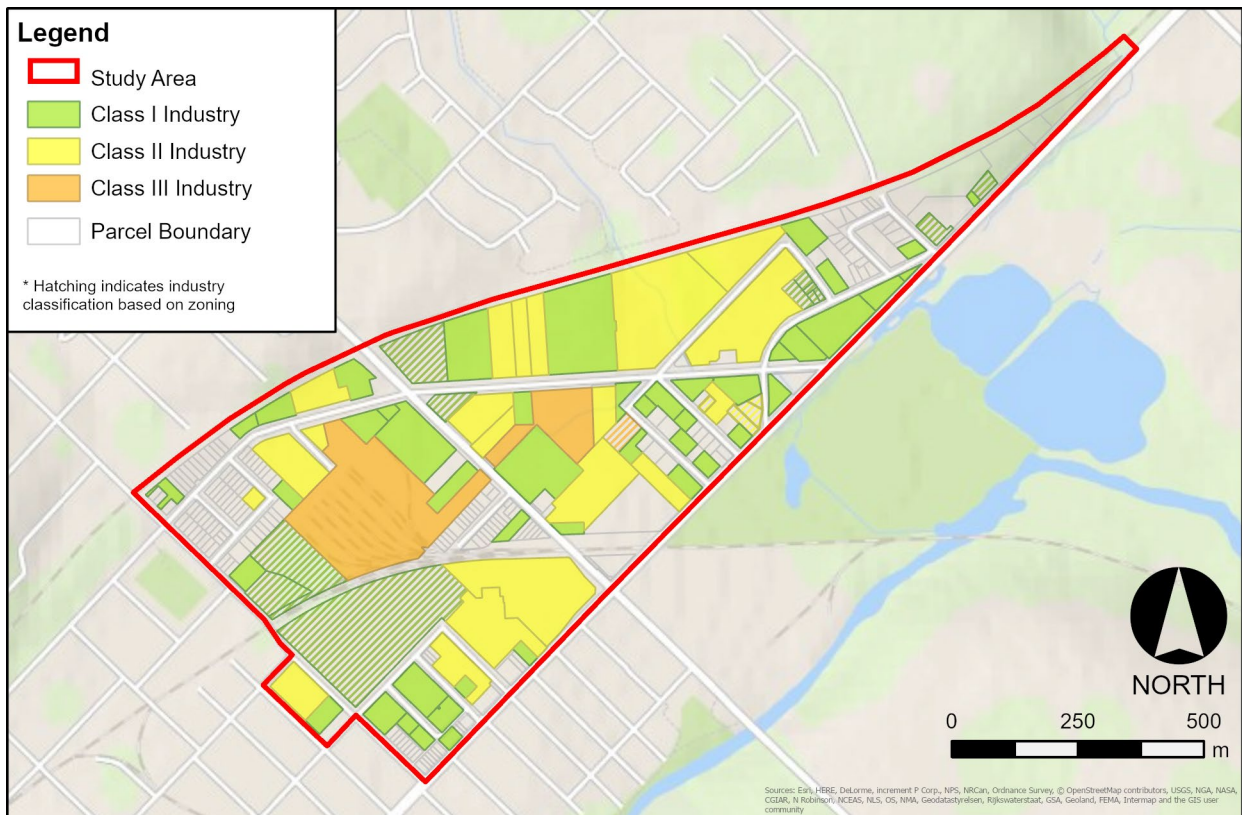 Legend
Study Area
Class I Industry
Class II Industry
Class III Industry
Parcel Boundary
* Hatching indicates industry
classification based on zoning
NORTH
0 250 500
m
Sources: Esri, HERE, DeLorme, increment P Corp., NPS, NRCan, Ordnance Survey, © OpenStreetMap contributors, USGS, NGA, NASA,
CGIAR, N Robinson, NCEAS, NLS, OS, NMA, Geodatastyrelsen, Rijkswaterstaat, GSA, Geoland, FEMA, Intermap and the GIS user
community